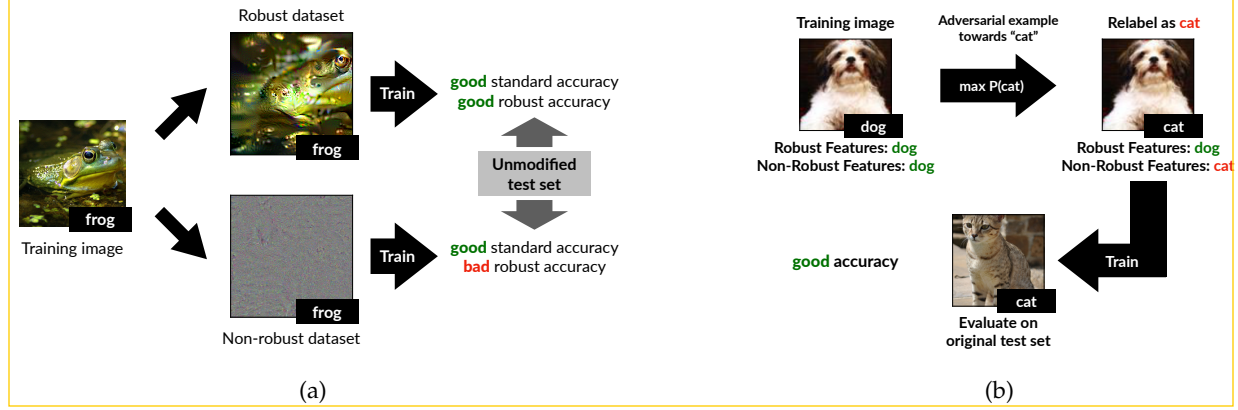 Robust dataset
frog
Train
good standard accuracy
good robust accuracy
Unmodified
test set
frog
Training image
frog
Non-robust dataset
Train
good standard accuracy
bad robust accuracy
(a)
Training image
dog
Robust Features: dog
Non-Robust Features: dog
Adversarial example
towards “cat”
max P(cat)
Relabel as cat
cat
Robust Features: dog
Non-Robust Features: cat
Train
good accuracy
cat
Evaluate on
original test set
(b)